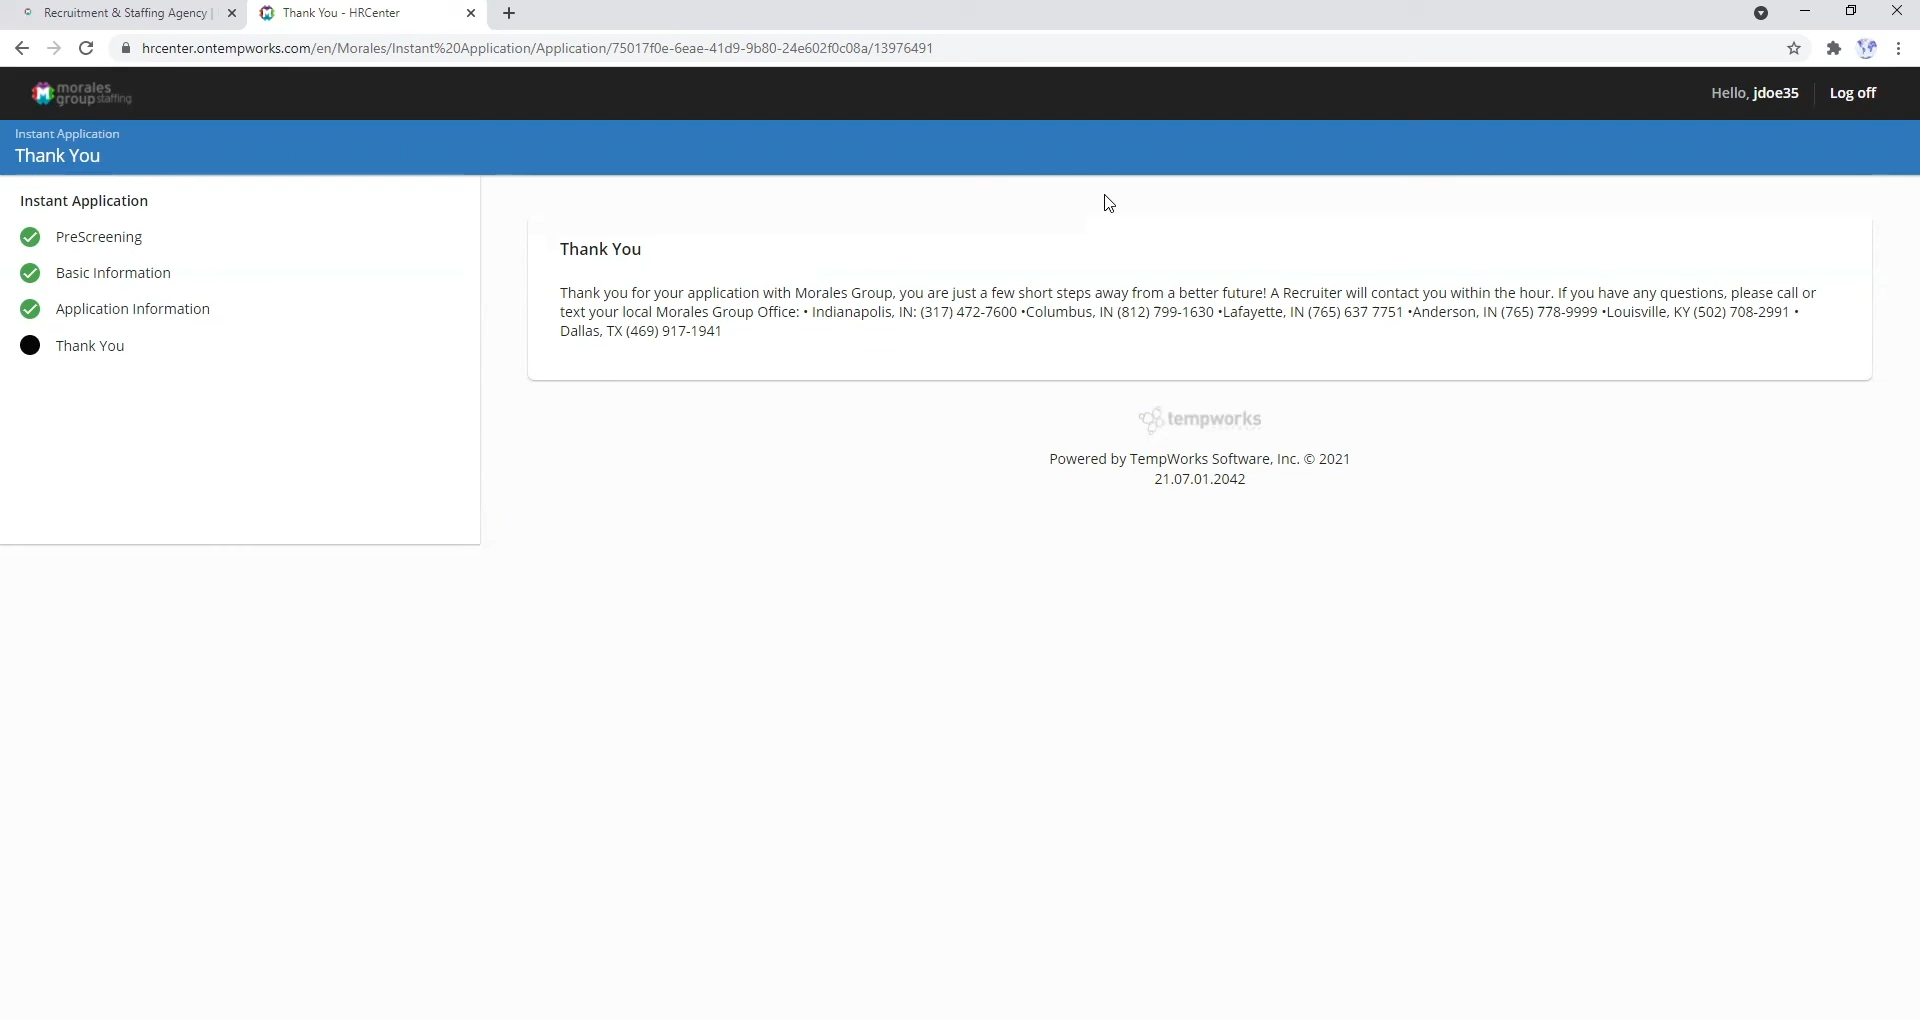 Recruitment & Staffing Agency |
Thank You - HRCenter
hrcenter.ontempworks.com/en/Morales/Instant%20Application/Application/75017f0e-6eae-41d9-9b80-24e602f0c08a/13976491
morales
group staffing
Hello, jdoe35
Log off
Instant Application
Thank You
Instant Application
PreScreening
Basic Information
Application Information
Thank You
Thank You
Thank you for your application with Morales Group, you are just a few short steps away from a better future! A Recruiter will contact you within the hour. If you have any questions, please call or
text your local Morales Group Office: • Indianapolis, IN: (317) 472-7600 •Columbus, IN (812) 799-1630 •Lafayette, IN (765) 637 7751 •Anderson, IN (765) 778-9999 •Louisville, KY (502) 708-2991 •
Dallas, TX (469) 917-1941
tempworks
Powered by TempWorks Software, Inc. © 2021
21.07.01.2042